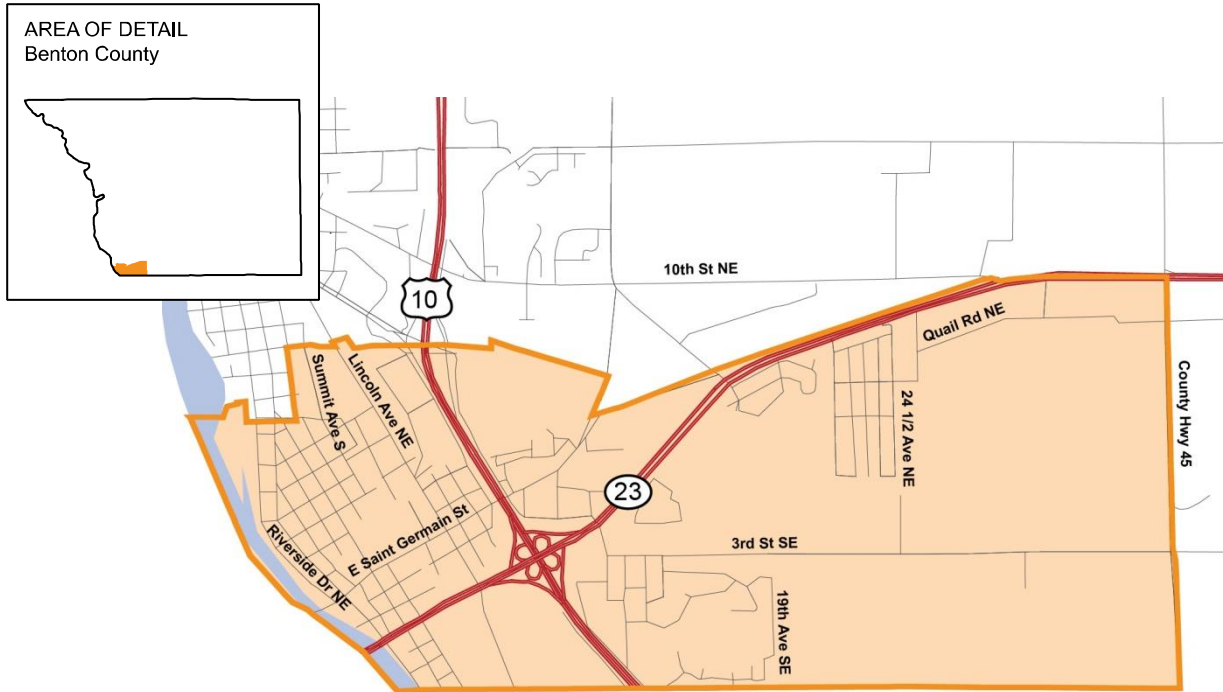 AREA OF DETAIL
Benton County
10th St NE
10
Quail Rd NE
Summit Ave S
Lincoln Ave NE
County Hwy 45
24 1/2 Ave NE
23
E Saint Germain St
3rd St SE
Riverside Dr NE
19th Ave SE